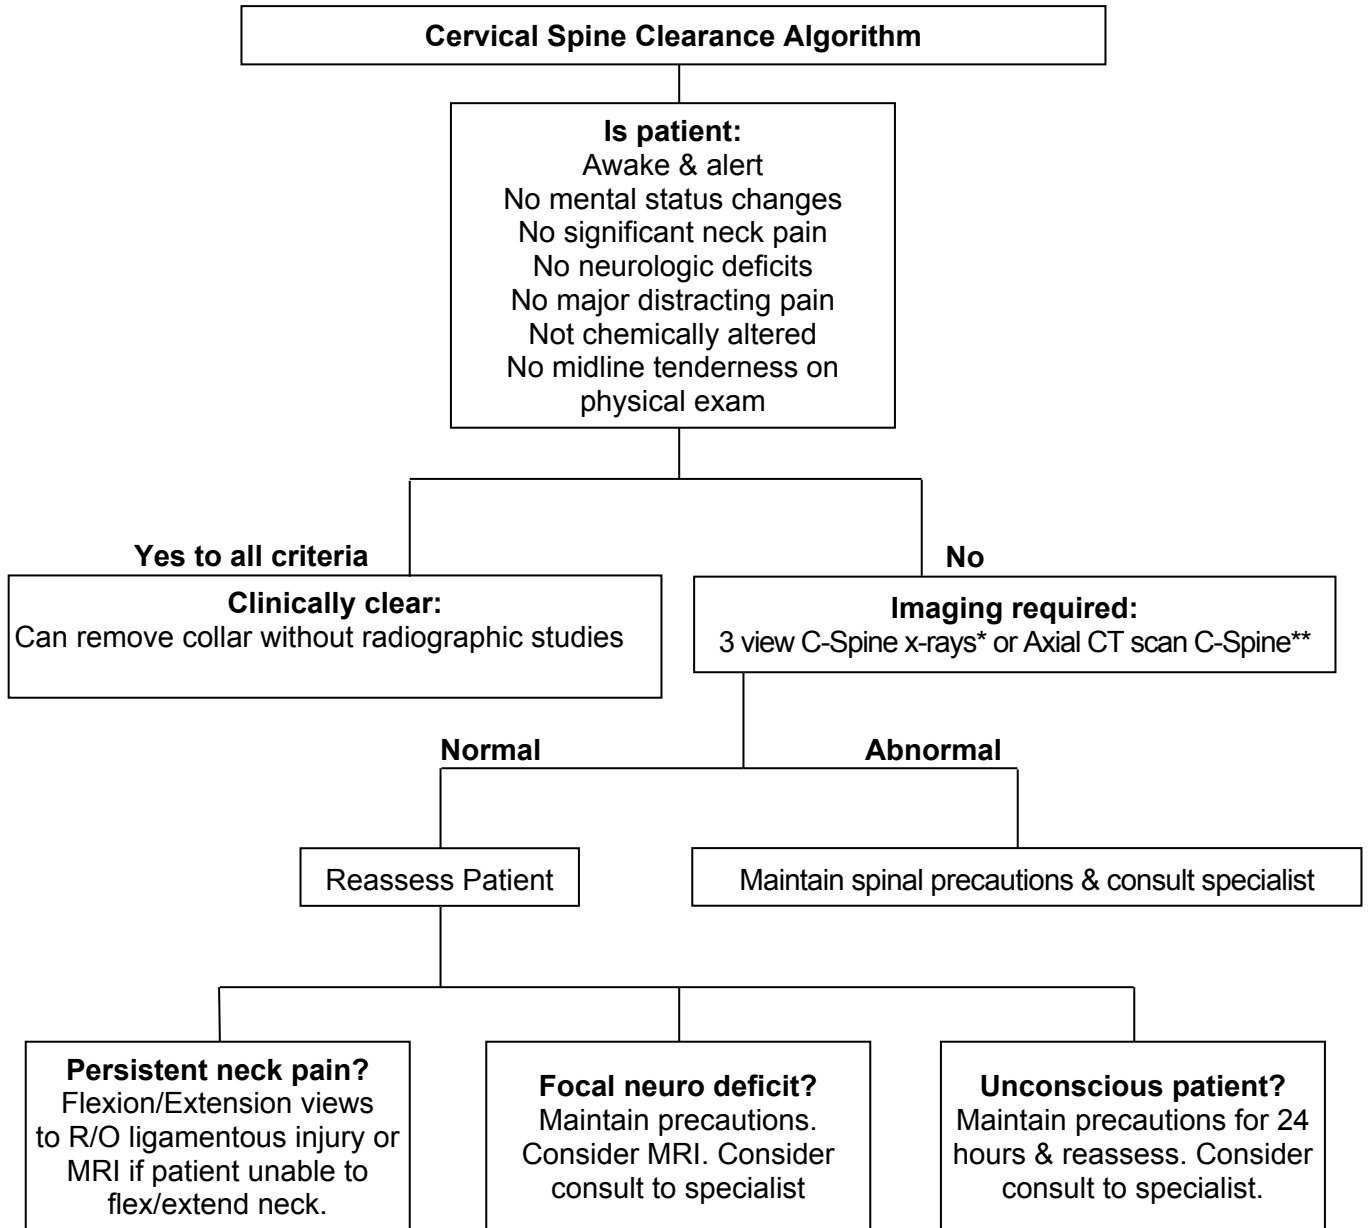 Cervical Spine Clearance Algorithm
Is patient:
Awake & alert
No mental status changes
No significant neck pain
No neurologic deficits
No major distracting pain
Not chemically altered
No midline tenderness on
physical exam
Yes to all criteria
No
Clinically clear:
Can remove collar without radiographic studies
Imaging required:
3 view C-Spine x-rays* or Axial CT scan C-Spine**
Normal
Abnormal
Reassess Patient
Maintain spinal precautions & consult specialist
Persistent neck pain?
Flexion/Extension views
to R/O ligamentous injury or
MRI if patient unable to
flex/extend neck.
Focal neuro deficit?
Maintain precautions.
Consider MRI. Consider
consult to specialist
Unconscious patient?
Maintain precautions for 24
hours & reassess. Consider
consult to specialist.